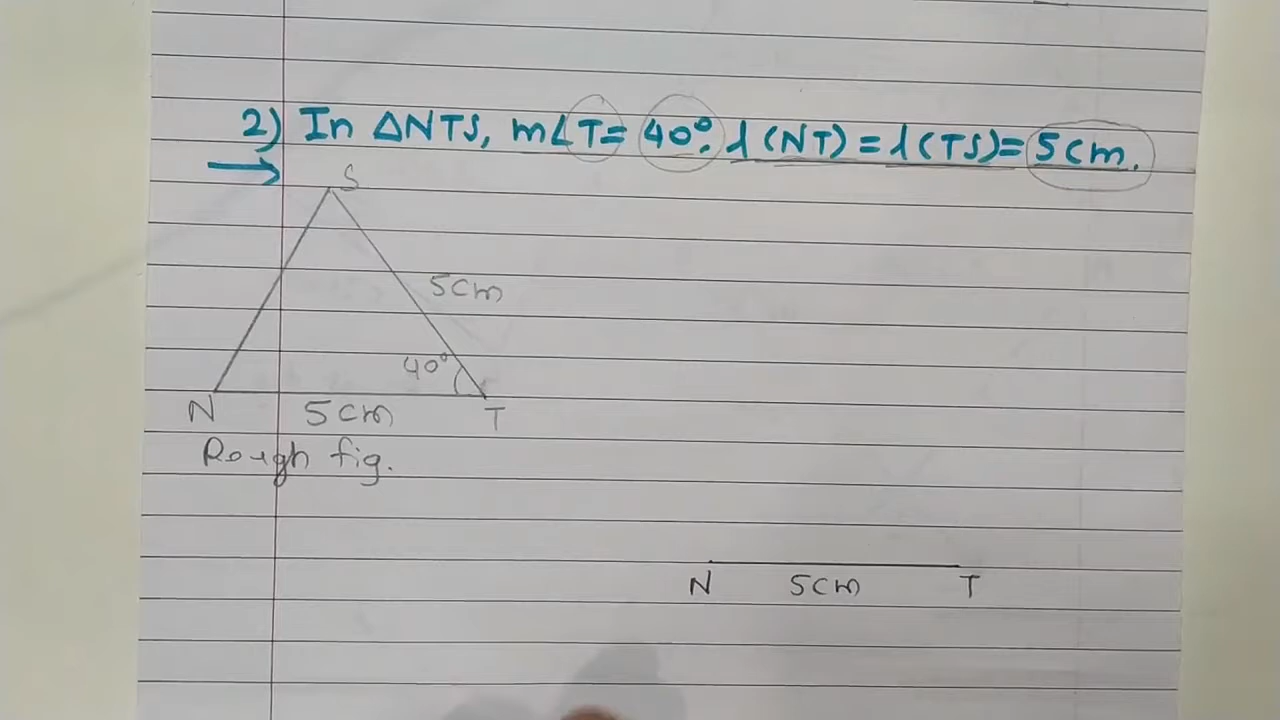 2) In ΔNTS, m∠T= 40°. l(NT) = l(TS)= 5cm.
S
5cm
40°
N 5cm T
Rough fig.
N 5cm T